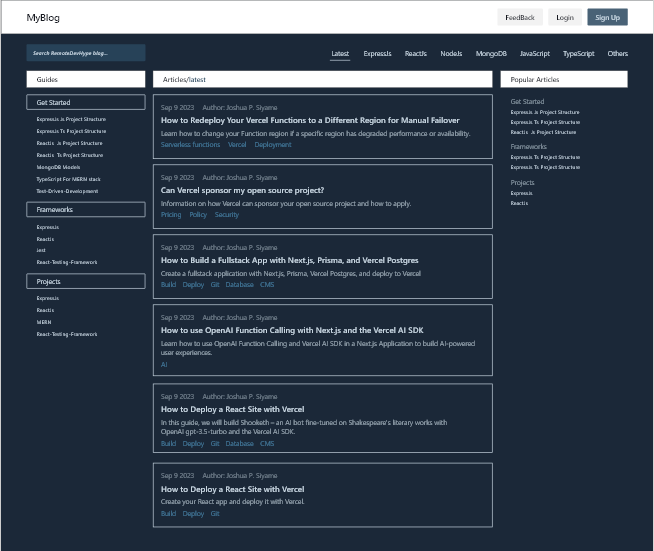 MyBlog
FeedBack
Login
Sign Up
Search RemoteDevHype blog...
Latest
ExpressJs
ReactJs
NodeJs
MongoDB
JavaScript
TypeScript
Others
Guides
Get Started
ExpressJs Js Project Structure
ExpressJs Ts Project Structure
ReactJs Js Project Structure
ReactJs Ts Project Structure
MongoDB Models
TypeScript For MERN stack
Test-Driven-Development
Frameworks
ExpressJs
ReactJs
Jest
React-Testing-Framework
Projects
ExpressJs
ReactJs
MERN
React-Testing-Framework
Articles/latest
Sep 9 2023 Author: Joshua P. Siyame
How to Redeploy Your Vercel Functions to a Different Region for Manual Failover
Learn how to change your Function region if a specific region has degraded performance or availability.
Serverless functions Vercel Deployment
Sep 9 2023 Author: Joshua P. Siyame
Can Vercel sponsor my open source project?
Information on how Vercel can sponsor your open source project and how to apply.
Pricing Policy Security
Sep 9 2023 Author: Joshua P. Siyame
How to Build a Fullstack App with Next.js, Prisma, and Vercel Postgres
Create a fullstack application with Next.js, Prisma, Vercel Postgres, and deploy to Vercel
Build Deploy Git Database CMS
Sep 9 2023 Author: Joshua P. Siyame
How to use OpenAI Function Calling with Next.js and the Vercel AI SDK
Learn how to use OpenAI Function Calling and Vercel AI SDK in a Next.js Application to build AI-powered
user experiences.
AI
Sep 9 2023 Author: Joshua P. Siyame
How to Deploy a React Site with Vercel
In this guide, we will build Shooketh – an AI bot fine-tuned on Shakespeare's literary works with
OpenAI gpt-3.5-turbo and the Vercel AI SDK.
Build Deploy Git Database CMS
Sep 9 2023 Author: Joshua P. Siyame
How to Deploy a React Site with Vercel
Create your React app and deploy it with Vercel.
Build Deploy Git
Popular Articles
Get Started
ExpressJs Js Project Structure
ExpressJs Ts Project Structure
ReactJs Js Project Structure
Frameworks
ExpressJs Ts Project Structure
ExpressJs Ts Project Structure
Projects
ExpressJs
ReactJs